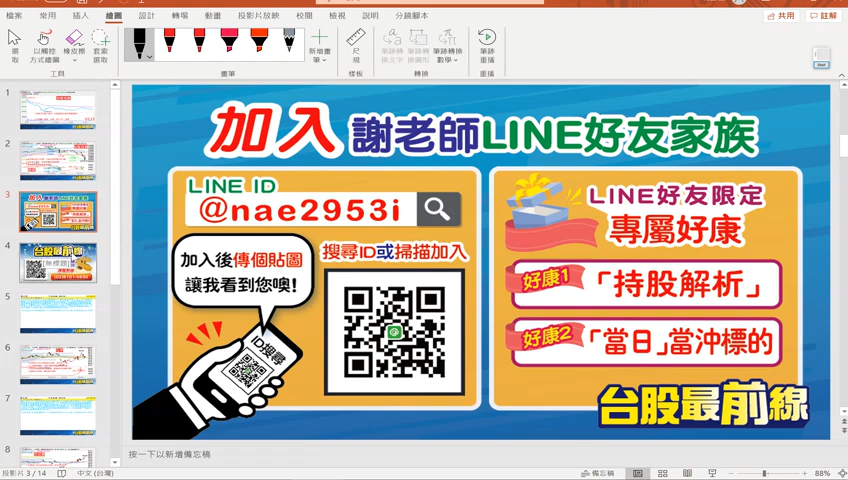 檔案
常用
插入
繪圖
設計
轉場
動畫
投影片放映
校閱
檢視
說明
分鏡腳本
共用
註解
選取
以觸控方式繪圖
橡皮擦
套索選取
新增畫筆
尺規
筆跡轉換文字
筆跡轉換圖形
筆跡轉換數學
筆跡重播
工具
畫筆
樣板
轉換
重播
1
2
3
4
5
6
7
8
加入 謝老師LINE好友家族
LINE ID
@nae2953i
加入後傳個貼圖
讓我看到您噢!
搜尋ID或掃描加入
ID搜尋
LINE好友限定
專屬好康
好康1 「持股解析」
好康2 「當日」當沖標的
台股最前線
按一下以新增備忘稿
投影片 3 / 14
中文 (台灣)
備忘稿
88%